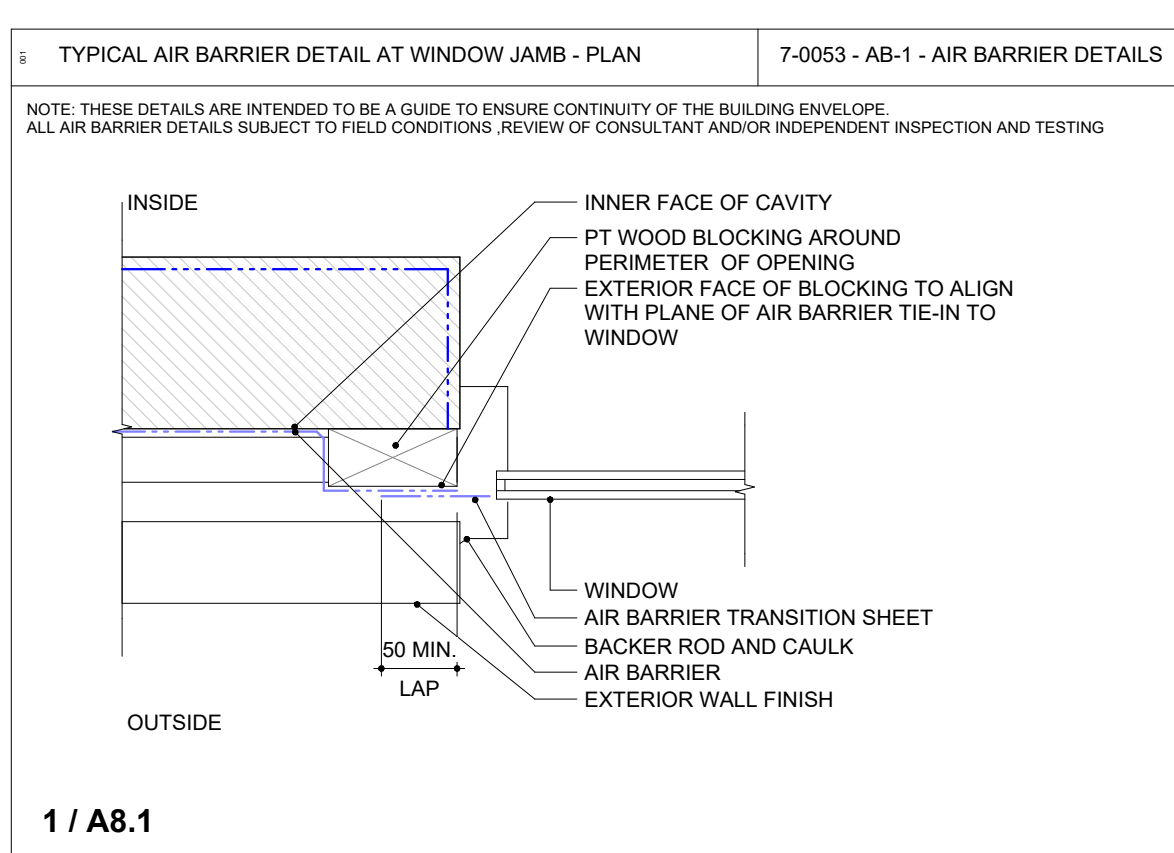 001
TYPICAL AIR BARRIER DETAIL AT WINDOW JAMB - PLAN
7-0053 - AB-1 - AIR BARRIER DETAILS
NOTE: THESE DETAILS ARE INTENDED TO BE A GUIDE TO ENSURE CONTINUITY OF THE BUILDING ENVELOPE.
ALL AIR BARRIER DETAILS SUBJECT TO FIELD CONDITIONS ,REVIEW OF CONSULTANT AND/OR INDEPENDENT INSPECTION AND TESTING
INSIDE
INNER FACE OF CAVITY
PT WOOD BLOCKING AROUND
PERIMETER OF OPENING
EXTERIOR FACE OF BLOCKING TO ALIGN
WITH PLANE OF AIR BARRIER TIE-IN TO
WINDOW
WINDOW
AIR BARRIER TRANSITION SHEET
BACKER ROD AND CAULK
AIR BARRIER
EXTERIOR WALL FINISH
50 MIN.
LAP
OUTSIDE
1 / A8.1